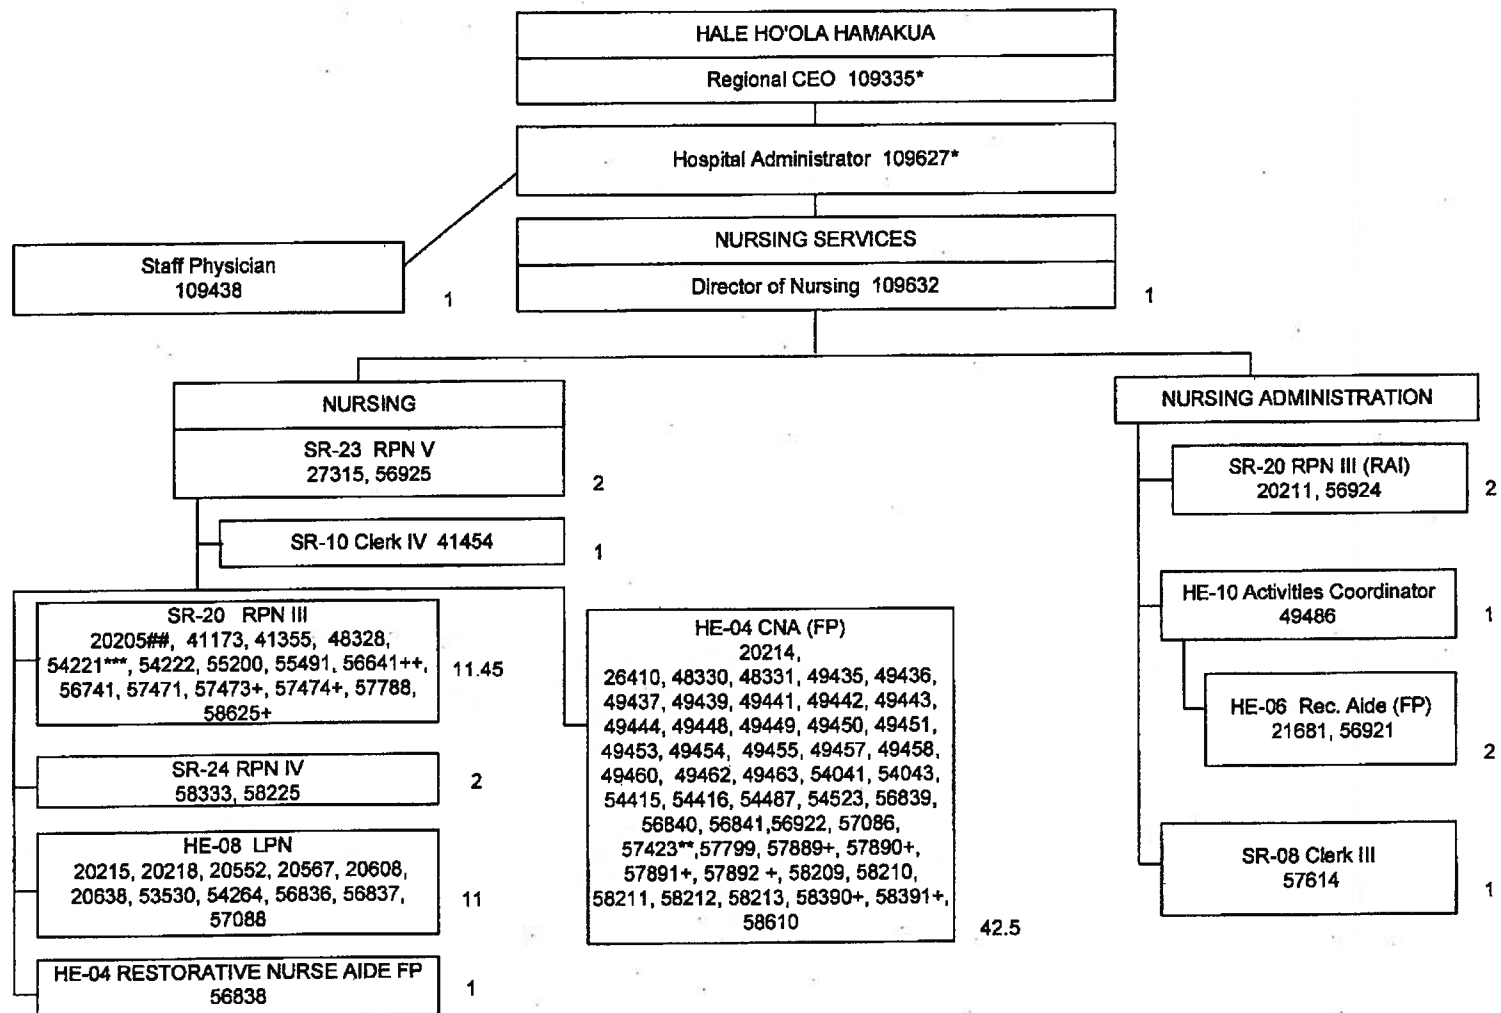 HALE HO'OLA HAMAKUA
Regional CEO 109335*
Hospital Administrator 109627*
Staff Physician
109438
1
NURSING SERVICES
Director of Nursing 109632
1
NURSING
SR-23 RPN V
27315, 56925
2
SR-10 Clerk IV 41454
1
SR-20 RPN III
20205##, 41173, 41355, 48328,
54221***, 54222, 55200, 55491, 56641++,
56741, 57471, 57473+, 57474+, 57788,
58625+
11.45
SR-24 RPN IV
58333, 58225
2
HE-08 LPN
20215, 20218, 20552, 20567, 20608,
20638, 53530, 54264, 56836, 56837,
57088
11
HE-04 RESTORATIVE NURSE AIDE FP
56838
1
HE-04 CNA (FP)
20214,
26410, 48330, 48331, 49435, 49436,
49437, 49439, 49441, 49442, 49443,
49444, 49448, 49449, 49450, 49451,
49453, 49454, 49455, 49457, 49458,
49460, 49462, 49463, 54041, 54043,
54415, 54416, 54487, 54523, 56839,
56840, 56841,56922, 57086,
57423**,57799, 57889+, 57890+,
57891+, 57892 +, 58209, 58210,
58211, 58212, 58213, 58390+, 58391+,
58610
42.5
NURSING ADMINISTRATION
SR-20 RPN III (RAI)
20211, 56924
2
HE-10 Activities Coordinator
49486
1
HE-06 Rec. Aide (FP)
21681, 56921
2
SR-08 Clerk III
57614
1